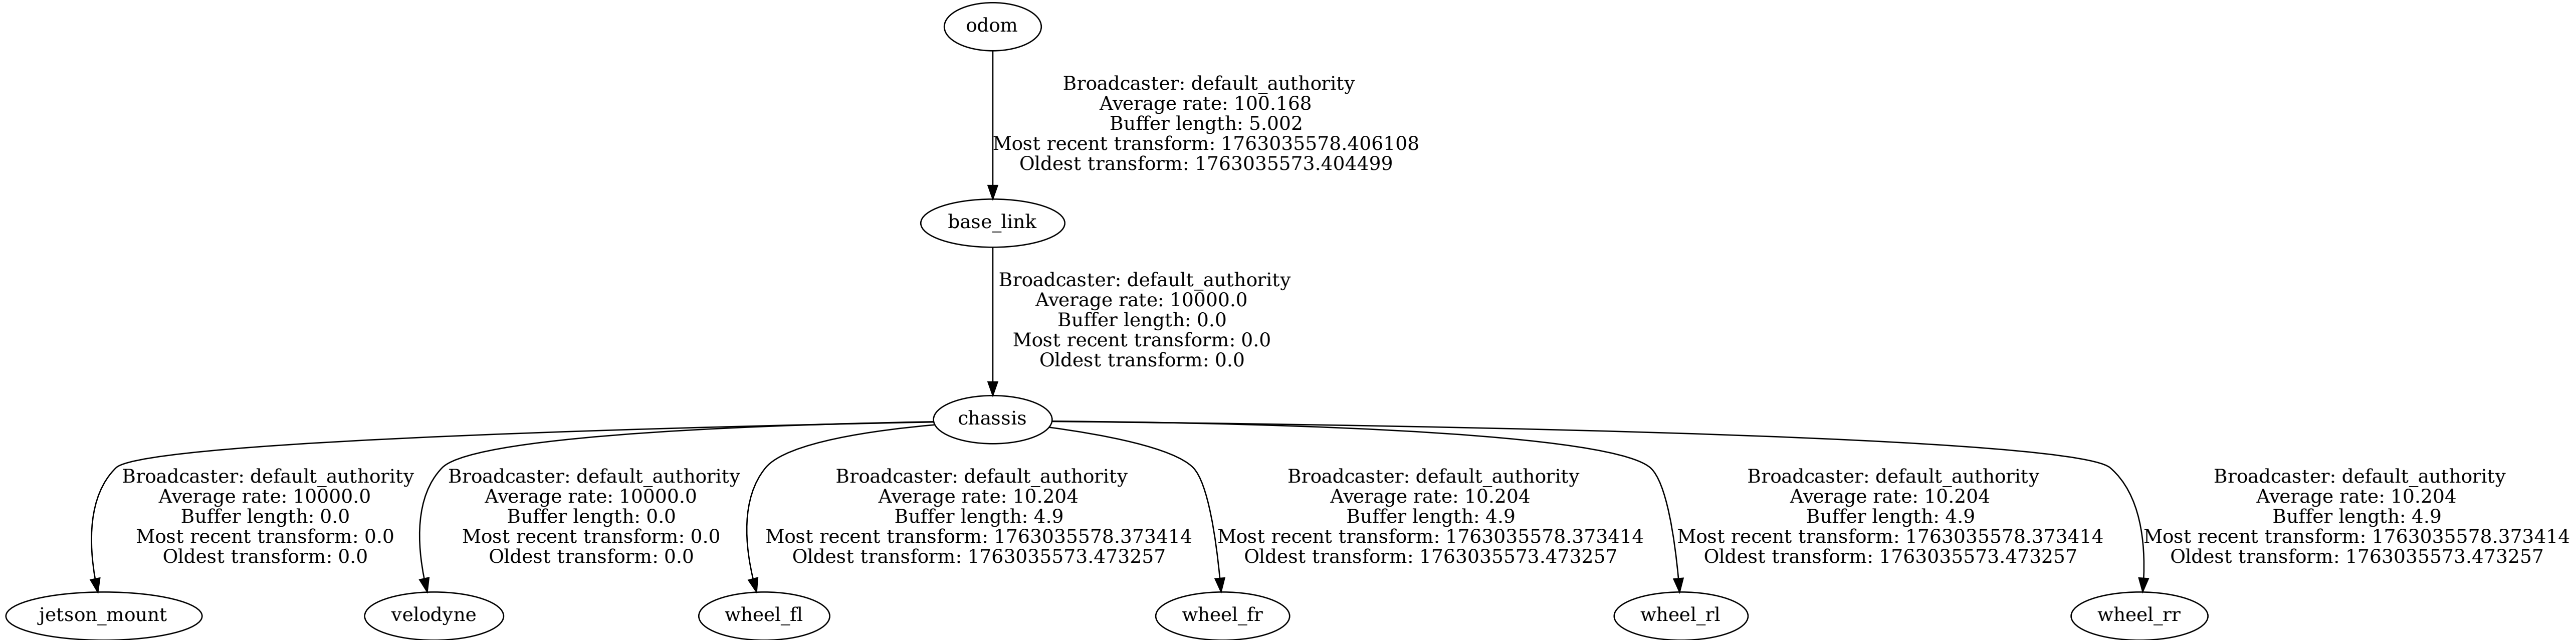 odom
Broadcaster: default_authority
Average rate: 100.168
Buffer length: 5.002
Most recent transform: 1763035578.406108
Oldest transform: 1763035573.404499
base_link
Broadcaster: default_authority
Average rate: 10000.0
Buffer length: 0.0
Most recent transform: 0.0
Oldest transform: 0.0
chassis
Broadcaster: default_authority
Average rate: 10000.0
Buffer length: 0.0
Most recent transform: 0.0
Oldest transform: 0.0
Broadcaster: default_authority
Average rate: 10000.0
Buffer length: 0.0
Most recent transform: 0.0
Oldest transform: 0.0
Broadcaster: default_authority
Average rate: 10.204
Buffer length: 4.9
Most recent transform: 1763035578.373414
Oldest transform: 1763035573.473257
Broadcaster: default_authority
Average rate: 10.204
Buffer length: 4.9
Most recent transform: 1763035578.373414
Oldest transform: 1763035573.473257
Broadcaster: default_authority
Average rate: 10.204
Buffer length: 4.9
Most recent transform: 1763035578.373414
Oldest transform: 1763035573.473257
Broadcaster: default_authority
Average rate: 10.204
Buffer length: 4.9
Most recent transform: 1763035578.373414
Oldest transform: 1763035573.473257
jetson_mount
velodyne
wheel_fl
wheel_fr
wheel_rl
wheel_rr